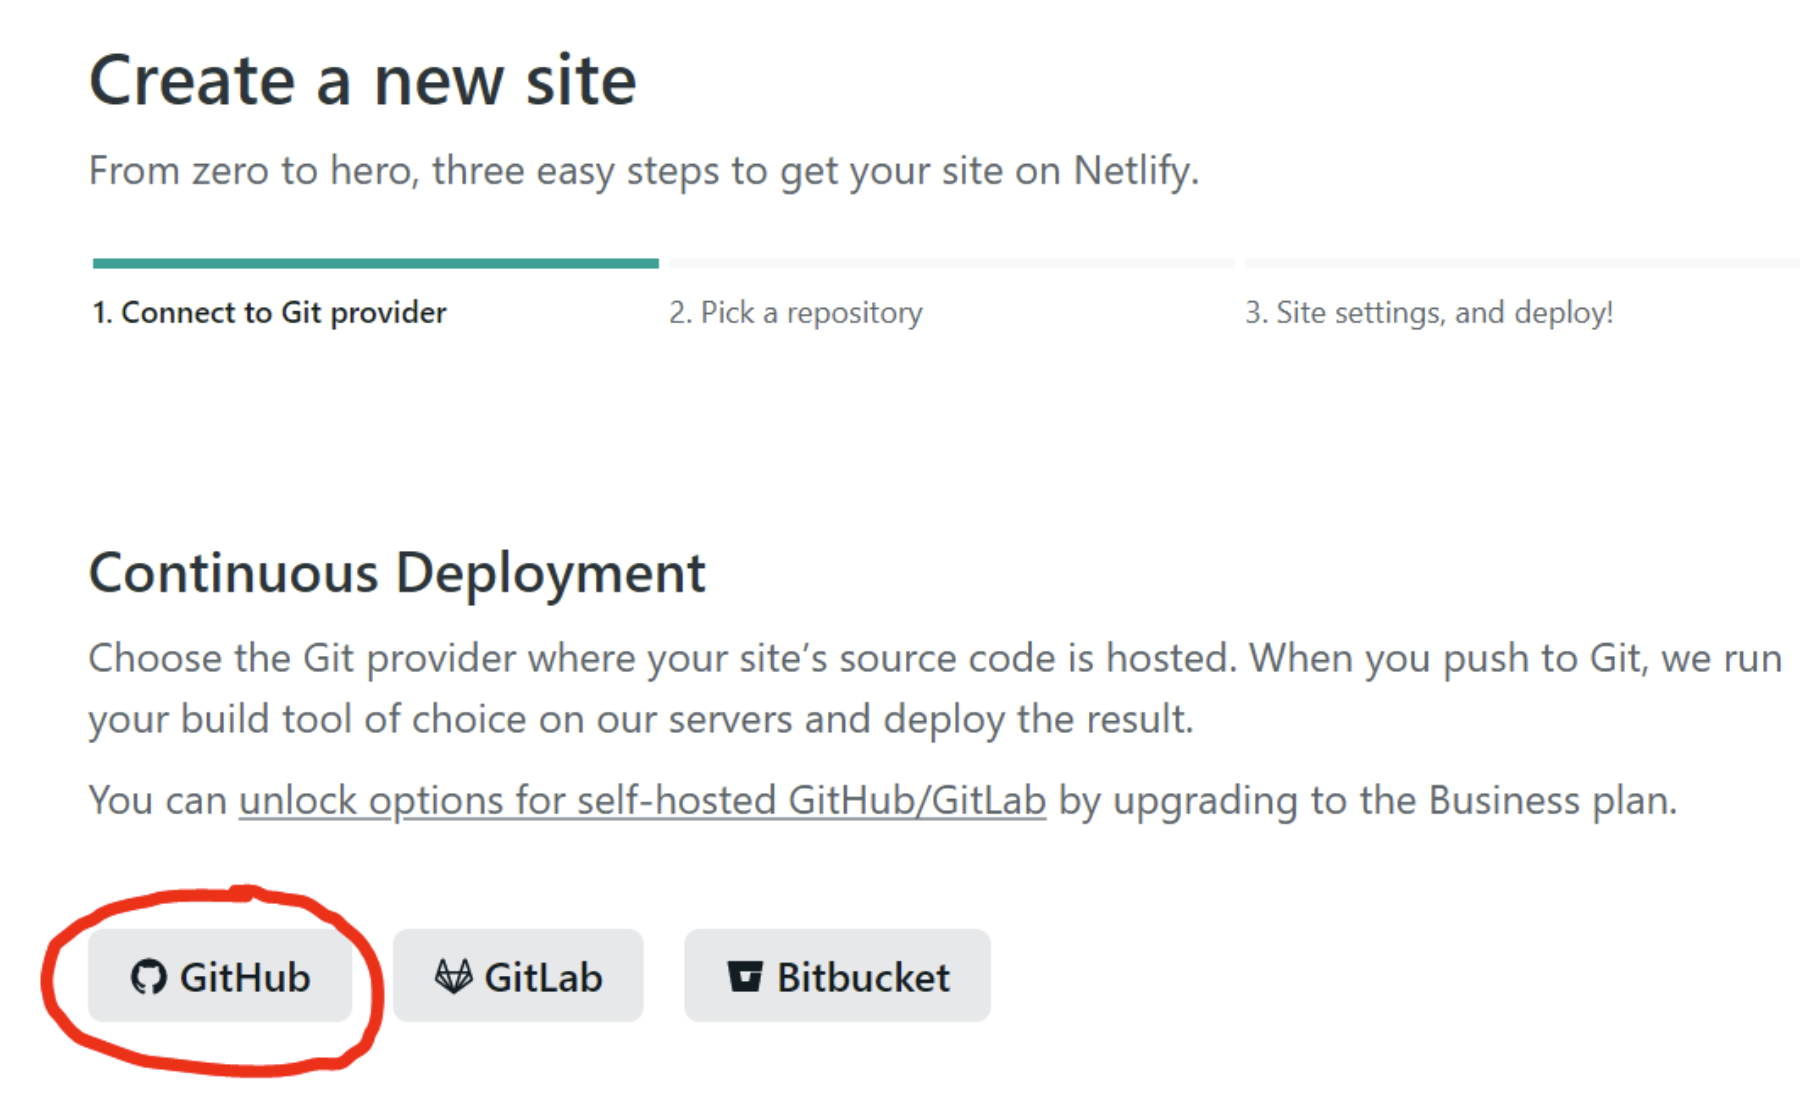 Create a new site
From zero to hero, three easy steps to get your site on Netlify.
1. Connect to Git provider
2. Pick a repository
3. Site settings, and deploy!
Continuous Deployment
Choose the Git provider where your site’s source code is hosted. When you push to Git, we run
your build tool of choice on our servers and deploy the result.
You can unlock options for self-hosted GitHub/GitLab by upgrading to the Business plan.
GitHub
GitLab
Bitbucket